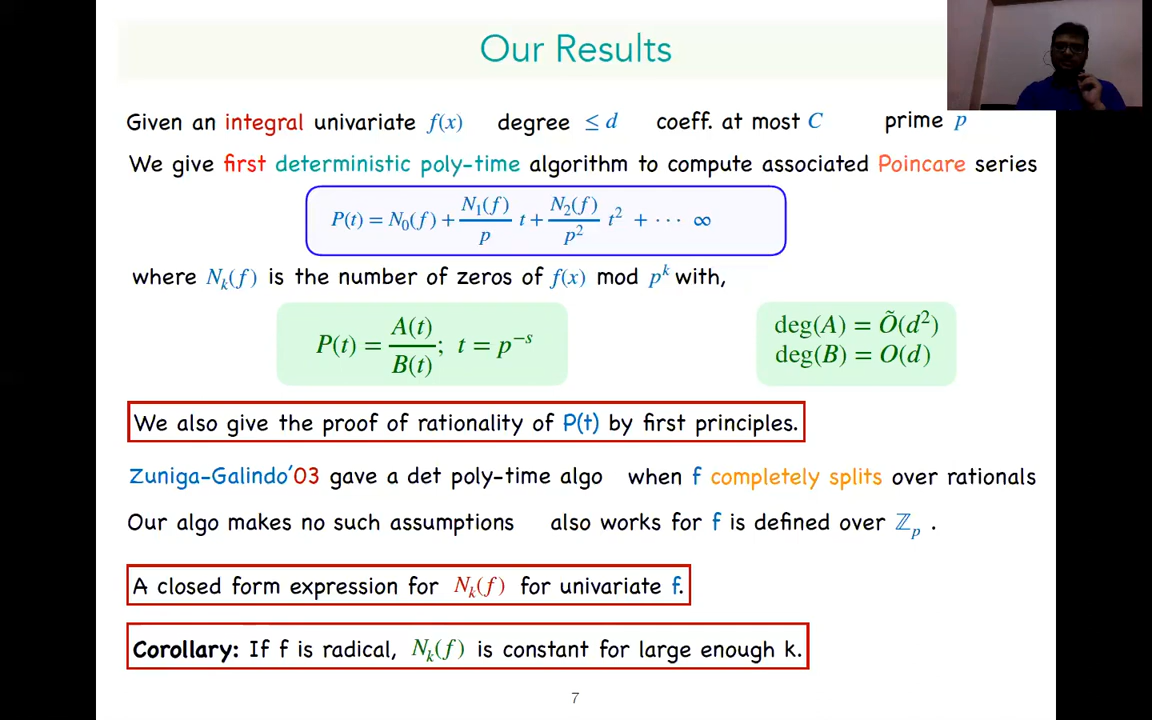 Our Results
Given an integral univariate f(x) degree ≤ d coeff. at most C prime p
We give first deterministic poly-time algorithm to compute associated Poincare series
P(t) = N₀(f) + N₁(f)/p t + N₂(f)/p² t² + ··· ∞
where Nₖ(f) is the number of zeros of f(x) mod pᵏ with,
P(t) = A(t)/B(t); t = p⁻ˢ
deg(A) = Õ(d²)
deg(B) = O(d)
We also give the proof of rationality of P(t) by first principles.
Zuniga-Galindo'03 gave a det poly-time algo when f completely splits over rationals
Our algo makes no such assumptions also works for f is defined over ℤₚ .
A closed form expression for Nₖ(f) for univariate f.
Corollary: If f is radical, Nₖ(f) is constant for large enough k.
7